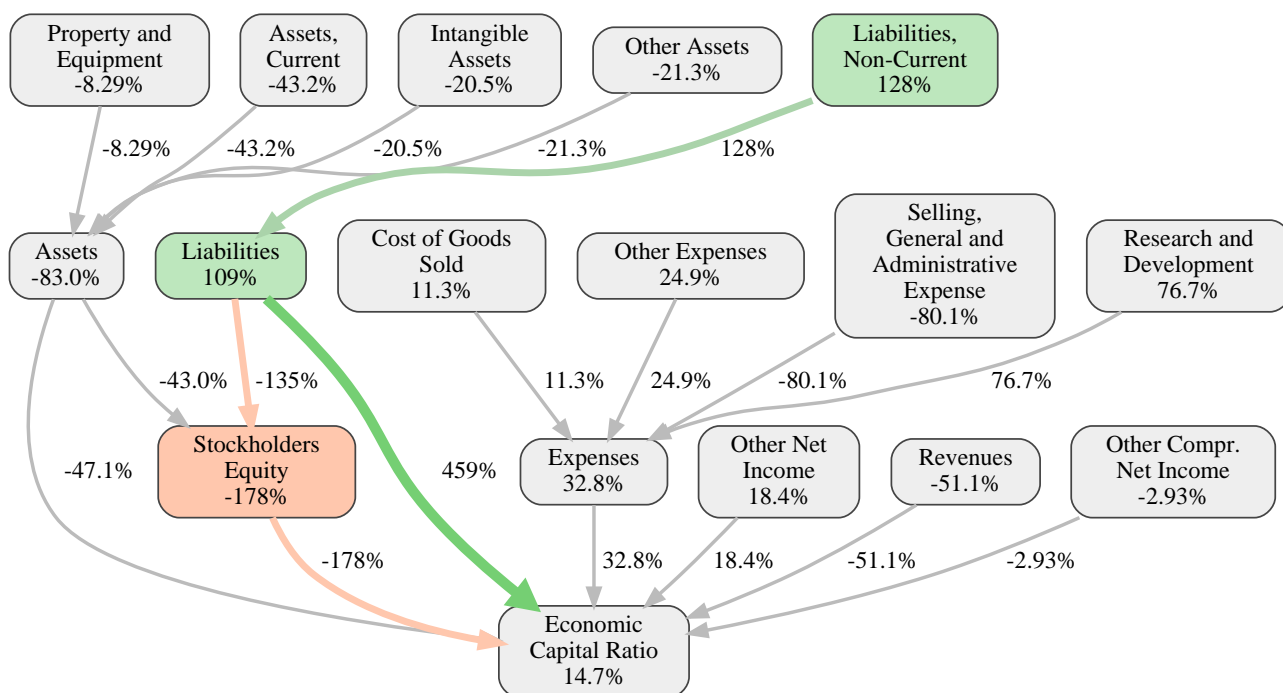 Property and
Equipment
-8.29%
Assets,
Current
-43.2%
Intangible
Assets
-20.5%
Other Assets
-21.3%
Liabilities,
Non-Current
128%
-8.29%
-43.2%
-20.5%
-21.3%
128%
Assets
-83.0%
Liabilities
109%
Cost of Goods
Sold
11.3%
Other Expenses
24.9%
Selling,
General and
Administrative
Expense
-80.1%
Research and
Development
76.7%
-43.0%
-135%
11.3%
24.9%
-80.1%
76.7%
Stockholders
Equity
-178%
Expenses
32.8%
Other Net
Income
18.4%
Revenues
-51.1%
Other Compr.
Net Income
-2.93%
-47.1%
459%
-178%
32.8%
18.4%
-51.1%
-2.93%
Economic
Capital Ratio
14.7%